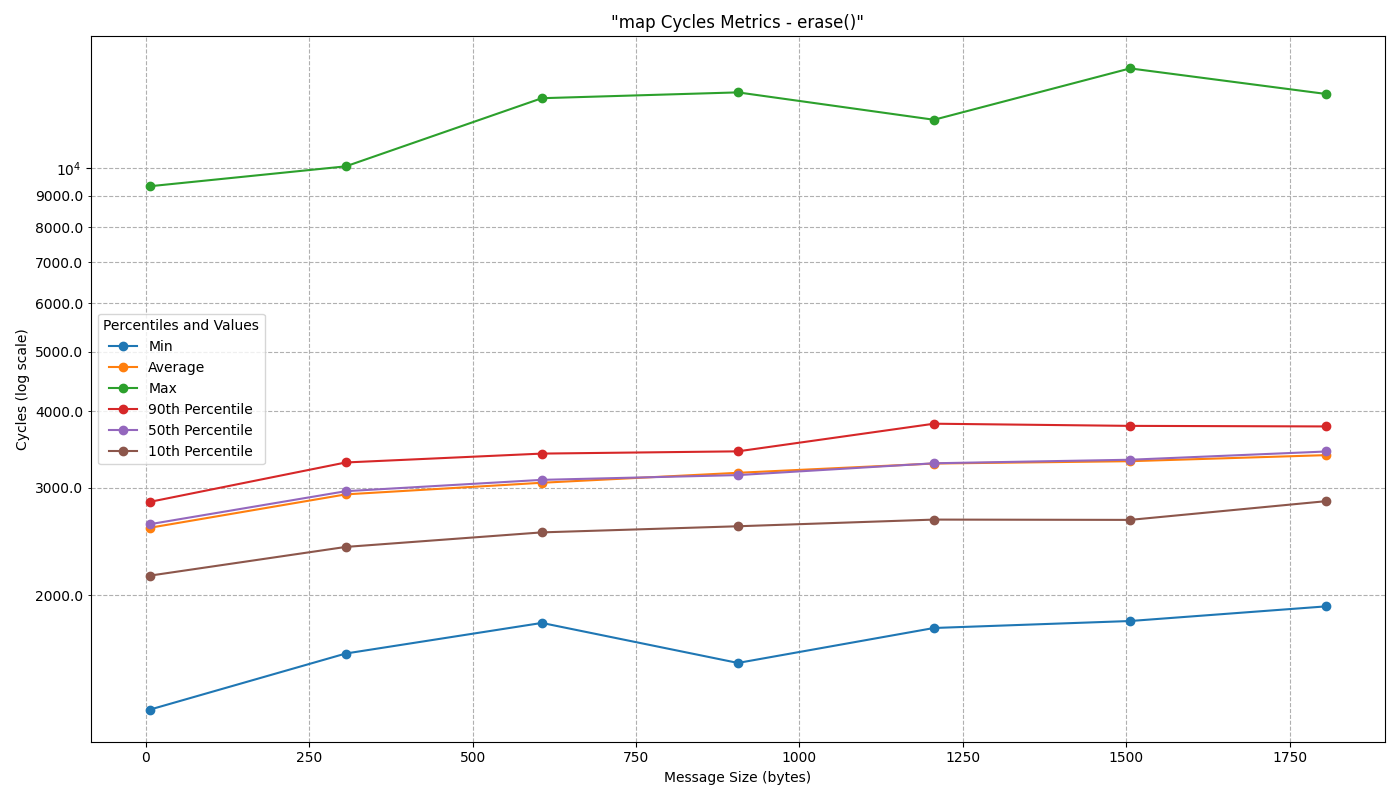 "map Cycles Metrics - erase()"
Cycles (log scale)
10^4
9000.0
8000.0
7000.0
6000.0
5000.0
4000.0
3000.0
2000.0
Percentiles and Values
Min
Average
Max
90th Percentile
50th Percentile
10th Percentile
0 250 500 750 1000 1250 1500 1750
Message Size (bytes)